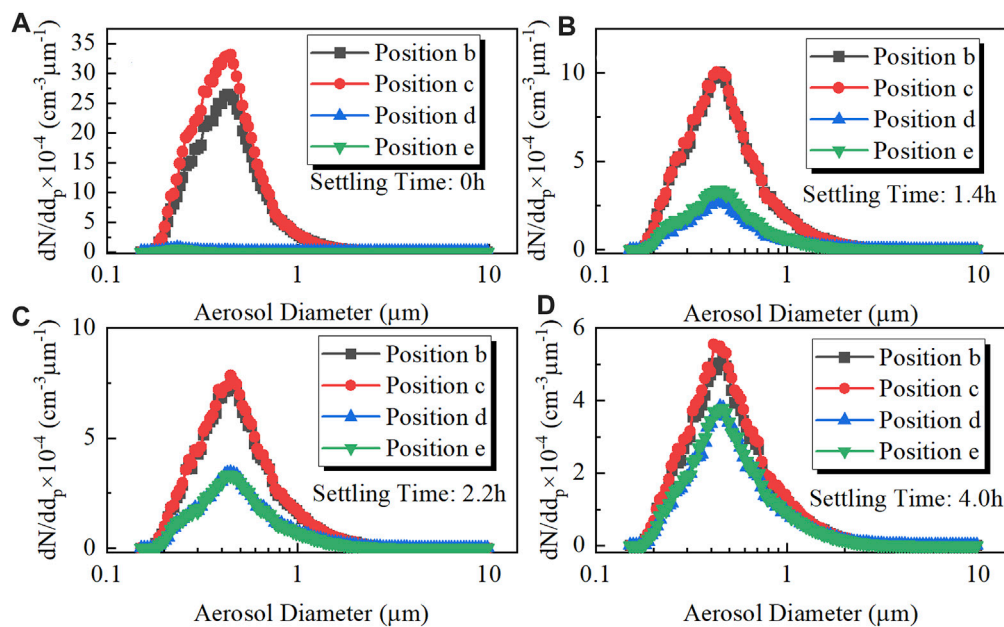 A
dN/dd_p×10⁻⁴ (cm⁻³μm⁻¹)
35
30
25
20
15
10
5
0
Position b
Position c
Position d
Position e
Settling Time: 0h
0.1
1
10
Aerosol Diameter (μm)
B
dN/dd_p×10⁻⁴ (cm⁻³μm⁻¹)
10
5
0
Position b
Position c
Position d
Position e
Settling Time: 1.4h
0.1
1
10
Aerosol Diameter (μm)
C
dN/dd_p×10⁻⁴ (cm⁻³μm⁻¹)
10
5
0
Position b
Position c
Position d
Position e
Settling Time: 2.2h
0.1
1
10
Aerosol Diameter (μm)
D
dN/dd_p×10⁻⁴ (cm⁻³μm⁻¹)
6
4
2
0
Position b
Position c
Position d
Position e
Settling Time: 4.0h
0.1
1
10
Aerosol Diameter (μm)